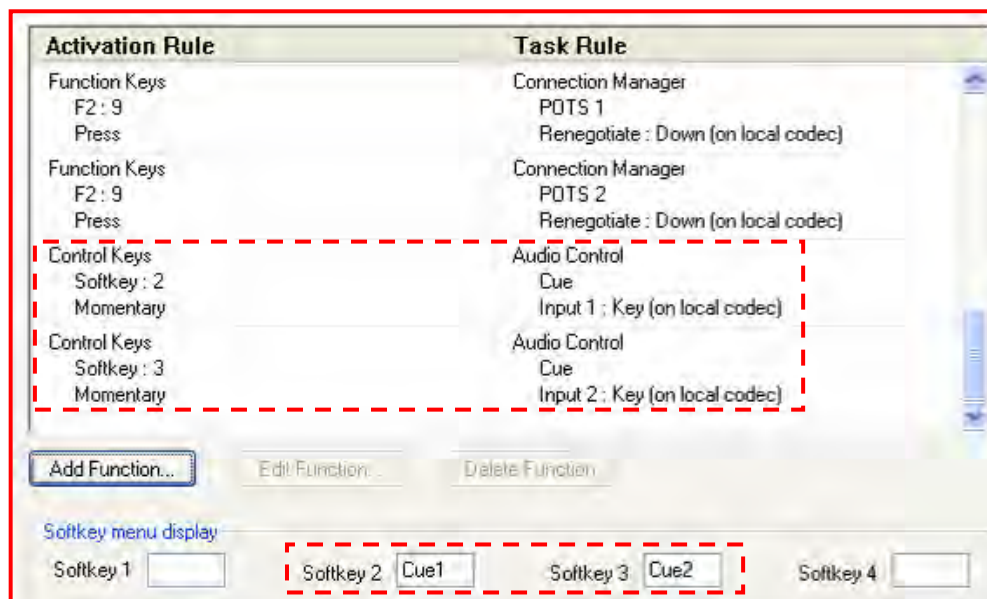 Activation Rule Task Rule
Function Keys Connection Manager
F2 : 9 POTS 1
Press Renegotiate : Down (on local codec)
Function Keys Connection Manager
F2 : 9 POTS 2
Press Renegotiate : Down (on local codec)
Control Keys Audio Control
Softkey : 2 Cue
Momentary Input 1 : Key (on local codec)
Control Keys Audio Control
Softkey : 3 Cue
Momentary Input 2 : Key (on local codec)
Add Function... Edit Function... Delete Function
Softkey menu display
Softkey 1 Softkey 2 Cue1 Softkey 3 Cue2 Softkey 4